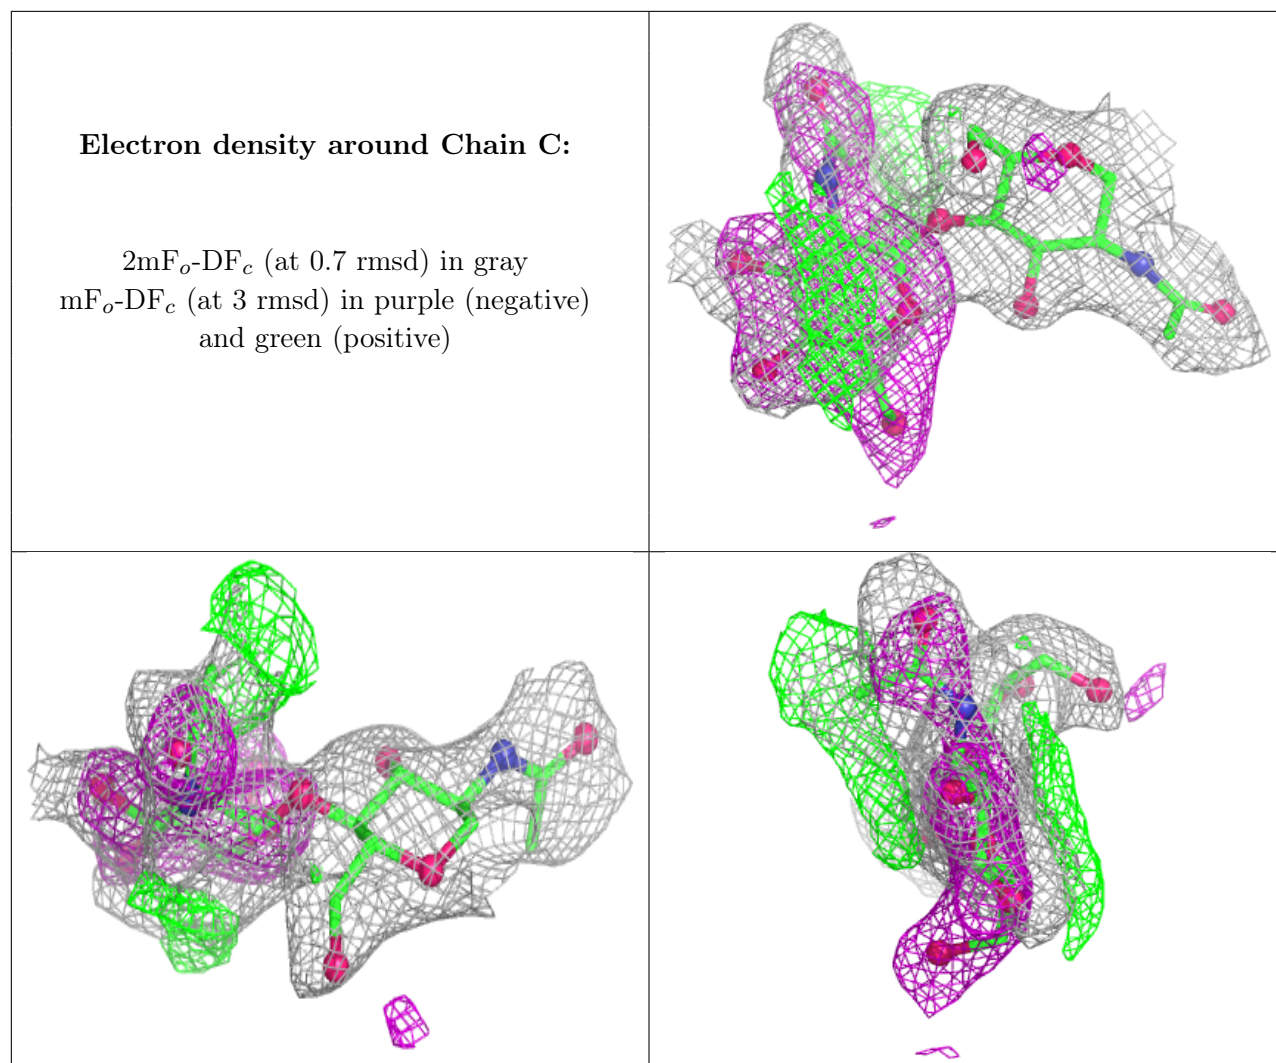 Electron density around Chain C:
2mFₒ-DF𝒸 (at 0.7 rmsd) in gray
mFₒ-DF𝒸 (at 3 rmsd) in purple (negative)
and green (positive)